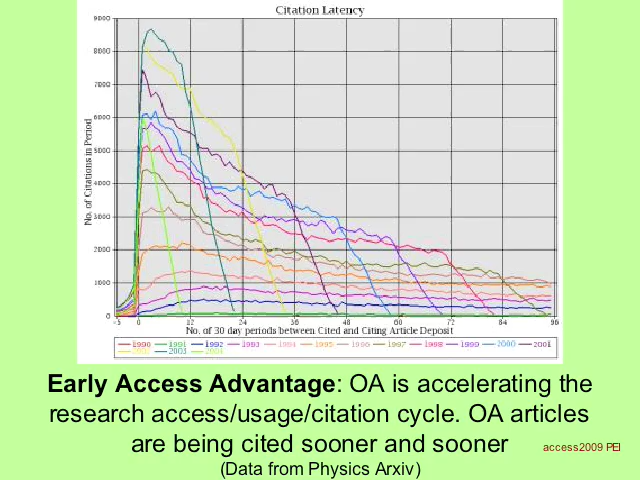 Citation Latency
No. of Citations in Period
9000
8000
7000
6000
5000
4000
3000
2000
1000
0
-5 0 12 24 36 48 60 72 84 96
No. of 30 day periods between Cited and Citing Article Deposit
1990 1991 1992 1993 1994 1995 1996 1997 1998 1999 2000 2001
2003
Early Access Advantage: OA is accelerating the
research access/usage/citation cycle. OA articles
are being cited sooner and sooner
access2009 PEI
(Data from Physics Arxiv)